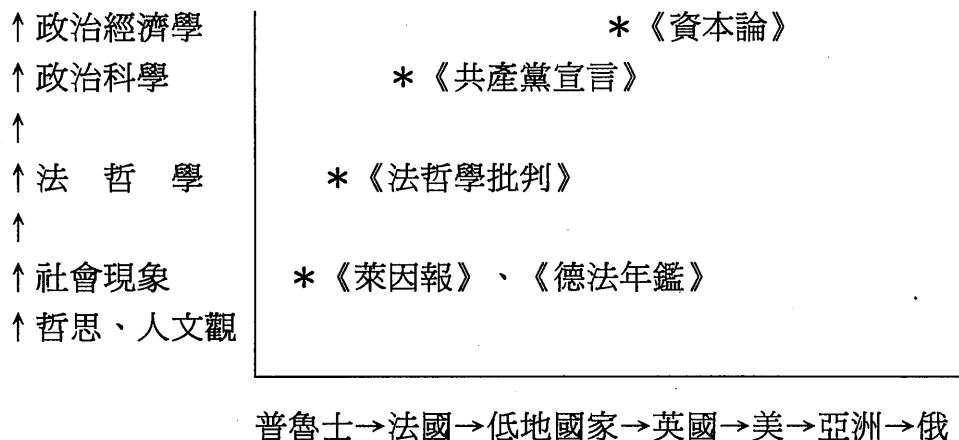 ↑政治經濟學 *《資本論》
↑政治科學 *《共產黨宣言》
↑
↑法 哲 學 *《法哲學批判》
↑
↑社會現象 *《萊因報》、《德法年鑑》
↑哲思、人文觀
普魯士→法國→低地國家→英國→美→亞洲→俄